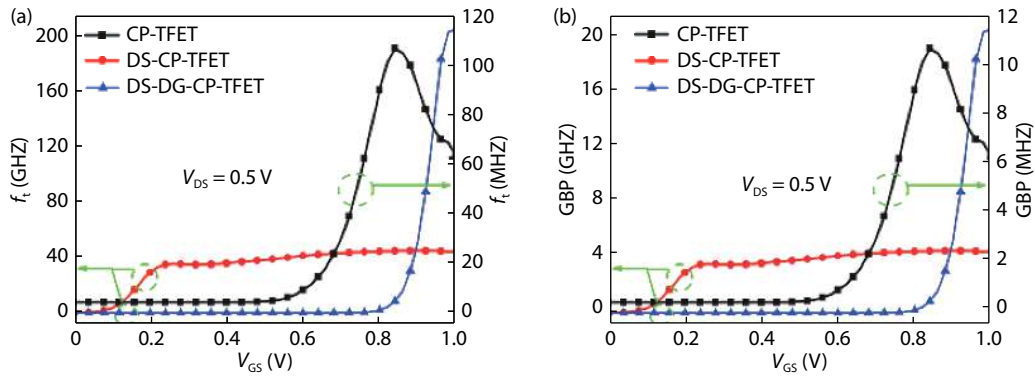 (a)
200
160
120
80
40
0
f_t (GHZ)
CP-TFET
DS-CP-TFET
DS-DG-CP-TFET
V_DS = 0.5 V
120
100
80
60
40
20
0
f_t (MHZ)
0 0.2 0.4 0.6 0.8 1.0
V_GS (V)
(b)
20
16
12
8
4
0
GBP (GHZ)
CP-TFET
DS-CP-TFET
DS-DG-CP-TFET
V_DS = 0.5 V
12
10
8
6
4
2
0
GBP (MHZ)
0 0.2 0.4 0.6 0.8 1.0
V_GS (V)